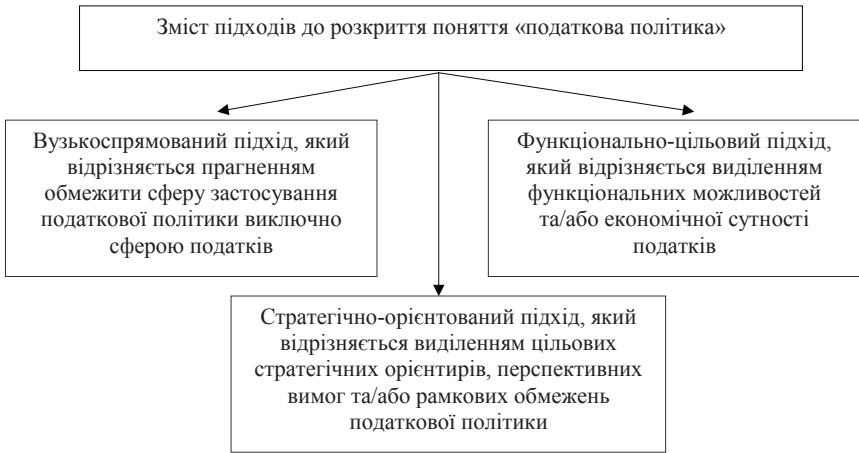 Зміст підходів до розкриття поняття «податкова політика»
Вузькоспрямований підхід, який
відрізняється прагненням
обмежити сферу застосування
податкової політики виключно
сферою податків
Функціонально-цільовий підхід,
який відрізняється виділенням
функціональних можливостей
та/або економічної сутності
податків
Стратегічно-орієнтований підхід, який
відрізняється виділенням цільових
стратегічних орієнтирів, перспективних
вимог та/або рамкових обмежень
податкової політики